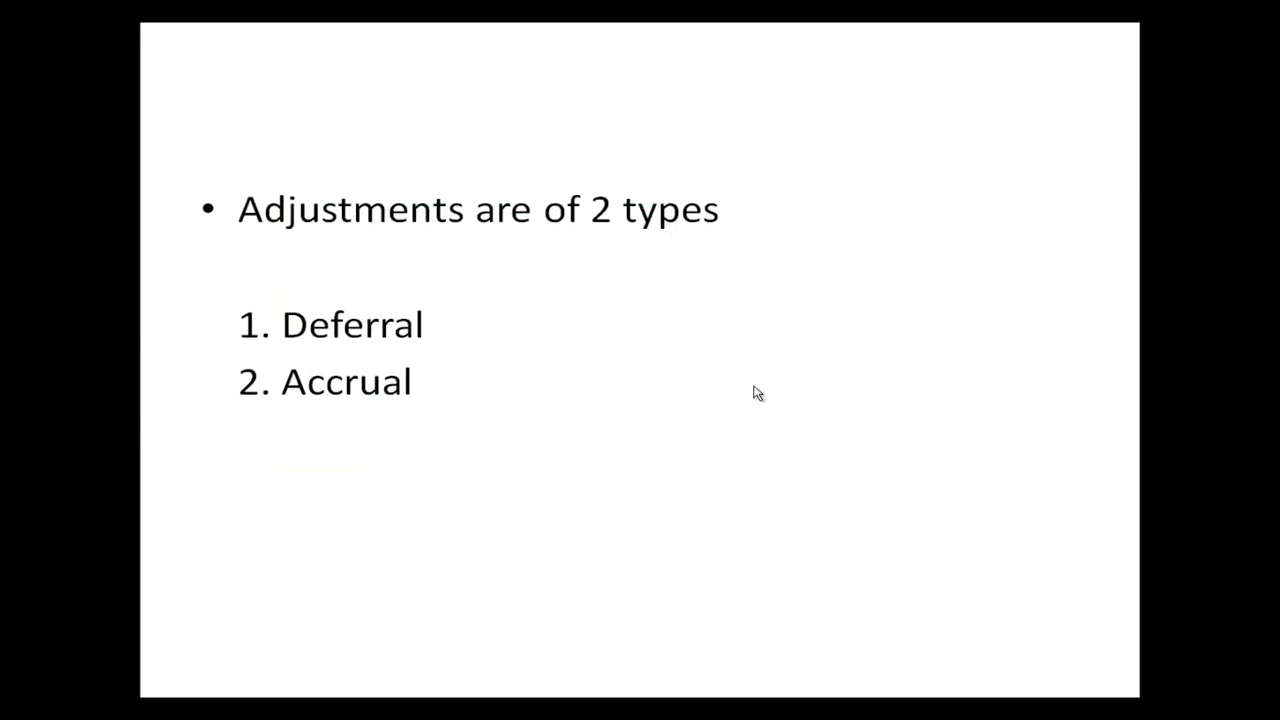 • Adjustments are of 2 types
1. Deferral
2. Accrual